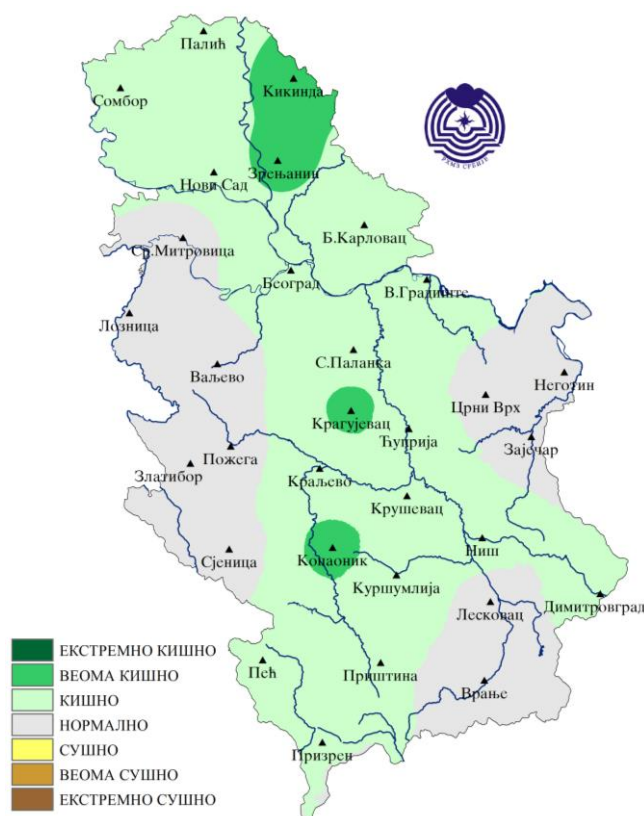 Палић
Кикинда
Сомбор
Зрењанин
Нови Сад
РХМЗ СРБИЈЕ
Б.Карловац
Ср.Митровица
Београд
В.Градиште
Лозница
С.Паланка
Ваљево
Неготин
Црни Врх
Крагујевац
Ћуприја
Зајечар
Пожега
Златибор
Краљево
Крушевац
Ниш
Копаоник
Сјеница
Куршумлија
Димитровград
Лесковац
Пећ
Приштина
Врање
Призрен
ЕКСТРЕМНО КИШНО
ВЕОМА КИШНО
КИШНО
НОРМАЛНО
СУШНО
ВЕОМА СУШНО
ЕКСТРЕМНО СУШНО